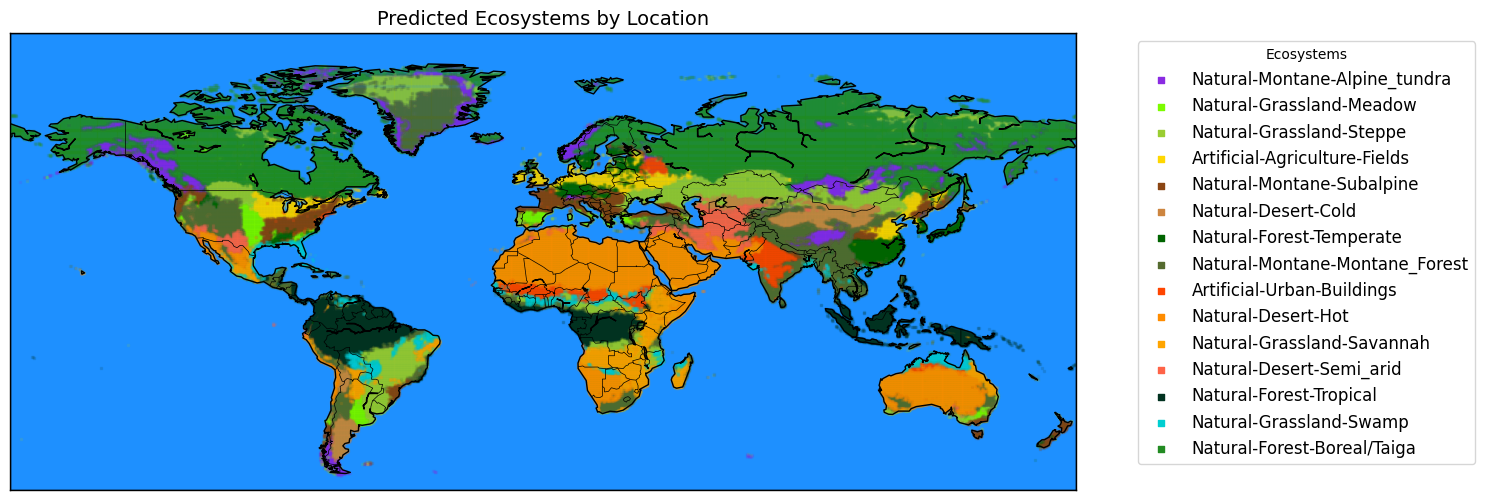 Predicted Ecosystems by Location
Ecosystems
Natural-Montane-Alpine_tundra
Natural-Grassland-Meadow
Natural-Grassland-Steppe
Artificial-Agriculture-Fields
Natural-Montane-Subalpine
Natural-Desert-Cold
Natural-Forest-Temperate
Natural-Montane-Montane_Forest
Artificial-Urban-Buildings
Natural-Desert-Hot
Natural-Grassland-Savannah
Natural-Desert-Semi_arid
Natural-Forest-Tropical
Natural-Grassland-Swamp
Natural-Forest-Boreal/Taiga